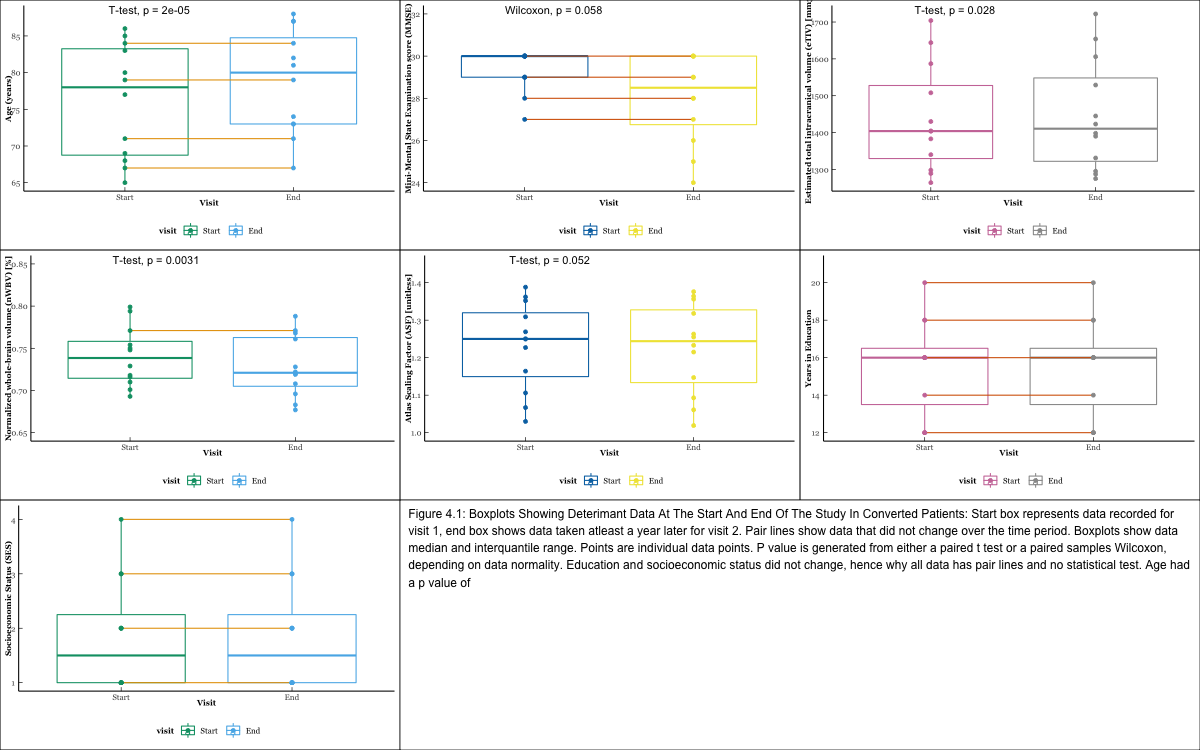 T-test, p = 2e-05
Age (years)
85
80
75
70
65
Start
End
Visit
visit Start End
Wilcoxon, p = 0.058
Mini-Mental State Examination score (MMSE)
32
30
28
26
24
Start
End
Visit
visit Start End
T-test, p = 0.028
Estimated total intracranial volume (eTIV) [mm
1700
1600
1500
1400
1300
Start
End
Visit
visit Start End
T-test, p = 0.0031
Normalized whole-brain volume (nWBV) [%]
0.85
0.80
0.75
0.70
0.65
Start
End
Visit
visit Start End
T-test, p = 0.052
Atlas Scaling Factor (ASF) [unitless]
1.4
1.3
1.2
1.1
1.0
Start
End
Visit
visit Start End
Years in Education
20
18
16
14
12
Start
End
Visit
visit Start End
Socioeconomic Status (SES)
4
3
2
1
Start
End
Visit
visit Start End
Figure 4.1: Boxplots Showing Deterimant Data At The Start And End Of The Study In Converted Patients: Start box represents data recorded for
visit 1, end box shows data taken atleast a year later for visit 2. Pair lines show data that did not change over the time period. Boxplots show data
median and interquantile range. Points are individual data points. P value is generated from either a paired t test or a paired samples Wilcoxon,
depending on data normality. Education and socioeconomic status did not change, hence why all data has pair lines and no statistical test. Age had
a p value of